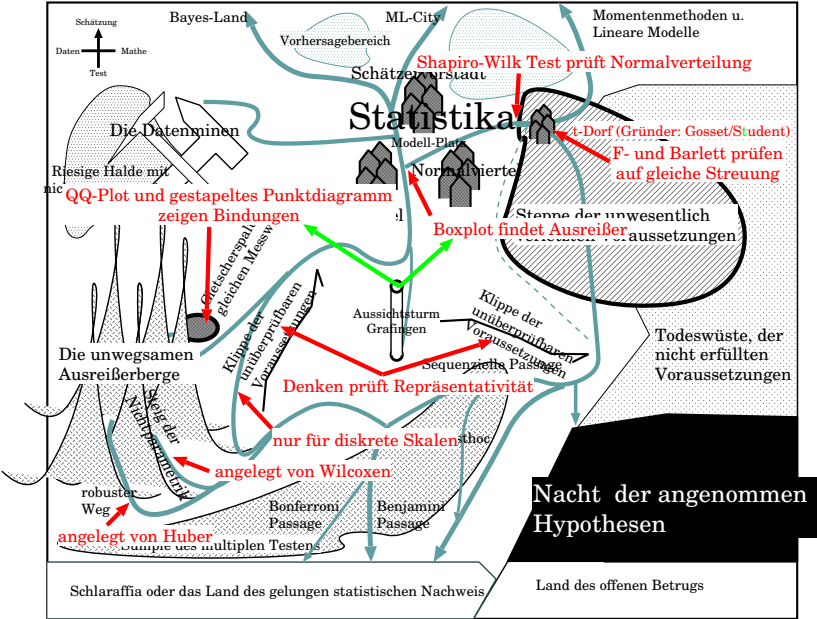 Schätzung
Daten
Mathe
Test
Bayes-Land
ML-City
Vorhersagebereich
Momentenmethoden u.
Lineare Modelle
Schätzervorstadt
Shapiro-Wilk Test prüft Normalverteilung
Statistika
Modell-Platz
Die Datenminen
t-Dorf (Gründer: Gosset/Student)
F- und Barlett prüfen
auf gleiche Streuung
Riesige Halde mit
Normalviertel
QQ-Plot und gestapeltes Punktdiagramm
zeigen Bindungen
Steppe der unwesentlich
Boxplot findet Ausreißer
Voraussetzungen
gleichen
Klippe der
unüberprüfbaren
Voraussetzungen
Aussichtsturm
Grafingen
Klippe der
unüberprüfbaren
Voraussetzungen
Die unwegsamen
Ausreißerberge
Sequenzielle Passage
Todeswüste, der
nicht erfüllten
Voraussetzungen
Denken prüft Repräsentativität
Steig der
Nichtparametrik
nur für diskrete Skalen
angelegt von Wilcoxen
robuster
Weg
Bonferroni
Passage
Benjamini
Passage
Nacht der angenommen
Hypothesen
angelegt von Huber
des multiplen Testens
Schlaraffia oder das Land des gelungen statistischen Nachweis
Land des offenen Betrugs